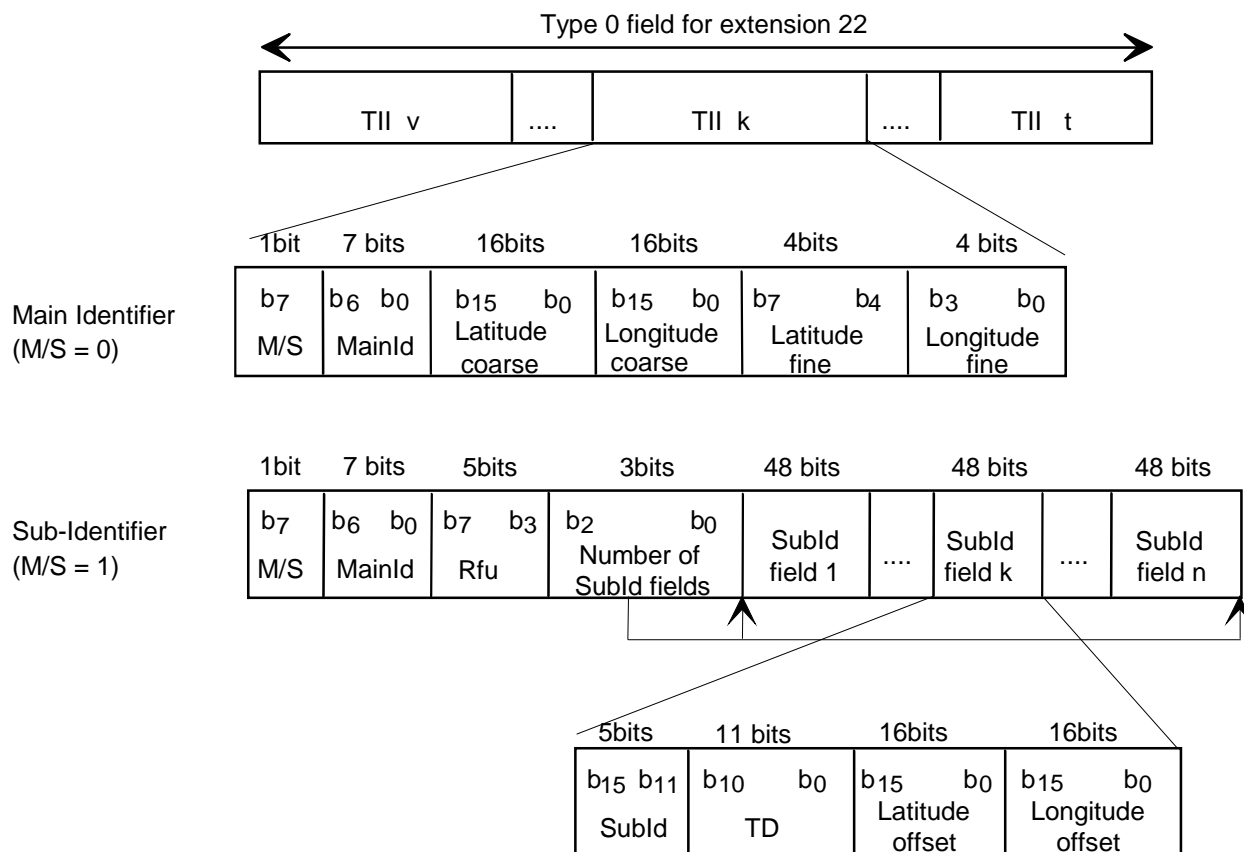 Type 0 field for extension 22
TII v .... TII k .... TII t
1bit 7 bits 16bits 16bits 4bits 4 bits
Main Identifier
(M/S = 0)
b7 b6 b0 b15 b0 b15 b0 b7 b4 b3 b0
M/S MainId Latitude coarse Longitude coarse Latitude fine Longitude fine
1bit 7 bits 5bits 3bits 48 bits 48 bits 48 bits
Sub-Identifier
(M/S = 1)
b7 b6 b0 b7 b3 b2 b0
M/S MainId Rfu Number of SubId fields SubId field 1 .... SubId field k .... SubId field n
5bits 11 bits 16bits 16bits
b15 b11 b10 b0 b15 b0 b15 b0
SubId TD Latitude offset Longitude offset